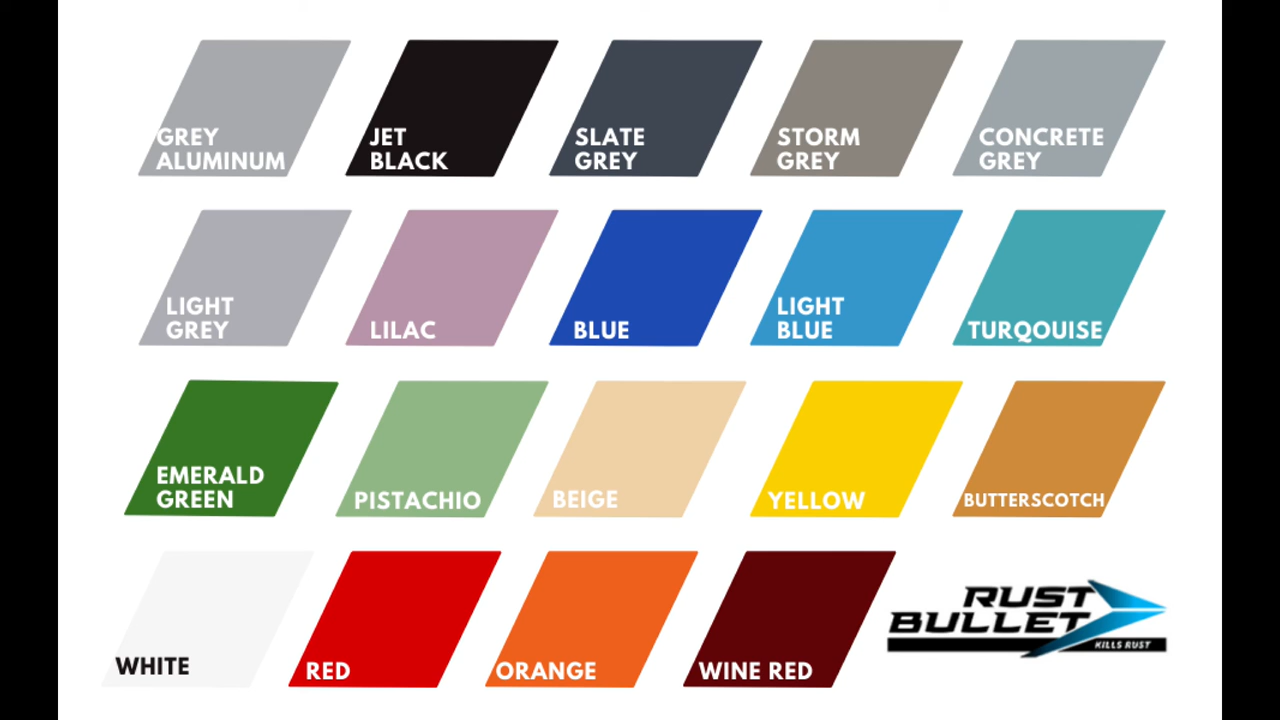 GREY
ALUMINUM
JET
BLACK
SLATE
GREY
STORM
GREY
CONCRETE
GREY
LIGHT
GREY
LILAC
BLUE
LIGHT
BLUE
TURQOUISE
EMERALD
GREEN
PISTACHIO
BEIGE
YELLOW
BUTTERSCOTCH
WHITE
RED
ORANGE
WINE RED
RUST
BULLET
KILLS RUST